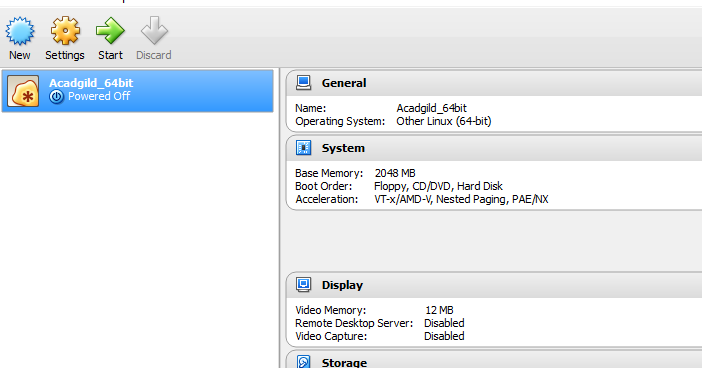 New Settings Start Discard
Acadgild_64bit
Powered Off
General
Name: Acadgild_64bit
Operating System: Other Linux (64-bit)
System
Base Memory: 2048 MB
Boot Order: Floppy, CD/DVD, Hard Disk
Acceleration: VT-x/AMD-V, Nested Paging, PAE/NX
Display
Video Memory: 12 MB
Remote Desktop Server: Disabled
Video Capture: Disabled
Storage